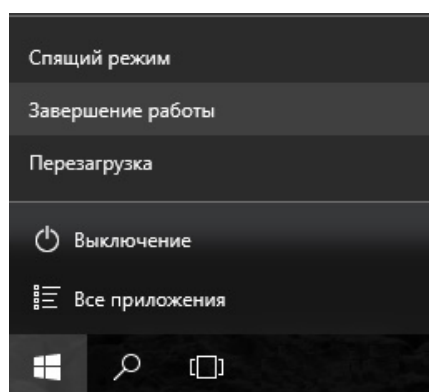 Спящий режим
Завершение работы
Перезагрузка
Выключение
Все приложения